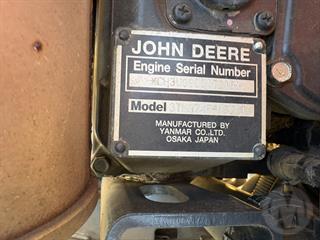 JOHN DEERE
Engine Serial Number
Model
MANUFACTURED BY
YANMAR CO.,LTD.
OSAKA JAPAN